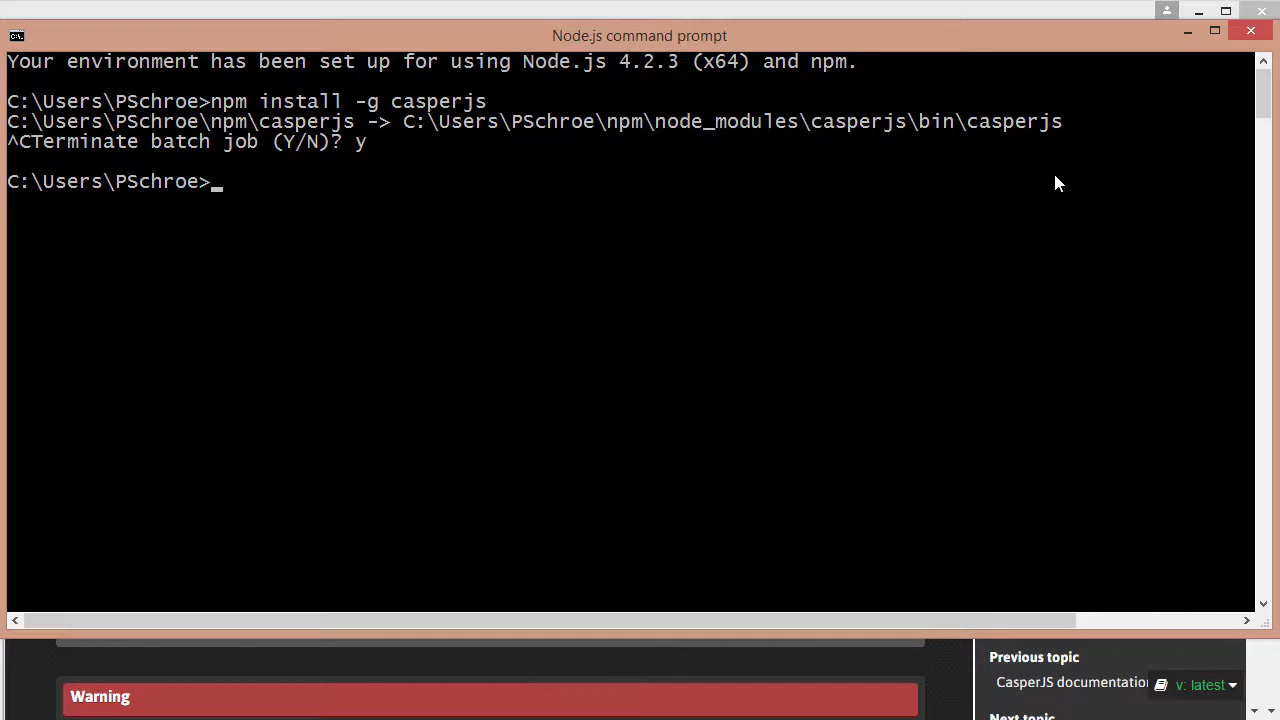 Node.js command prompt
Your environment has been set up for using Node.js 4.2.3 (x64) and npm.
C:\Users\PSchroe>npm install -g casperjs
C:\Users\PSchroe\npm\casperjs -> C:\Users\PSchroe\npm\node_modules\casperjs\bin\casperjs
^CTerminate batch job (Y/N)? y
C:\Users\PSchroe>_
Warning
Previous topic
CasperJS documentation
v: latest
Next topic